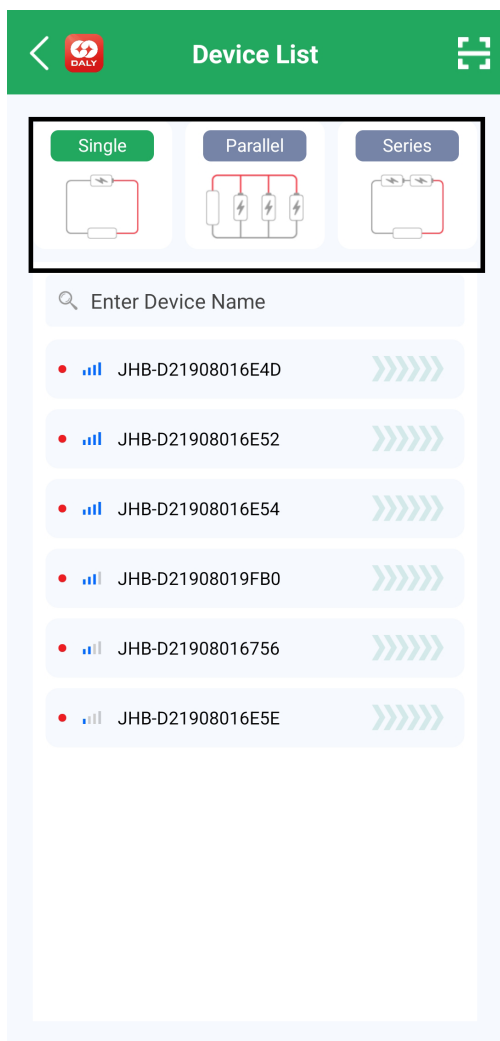 DALY
Device List
Single Parallel Series
Enter Device Name
JHB-D21908016E4D
JHB-D21908016E52
JHB-D21908016E54
JHB-D21908019FB0
JHB-D21908016756
JHB-D21908016E5E